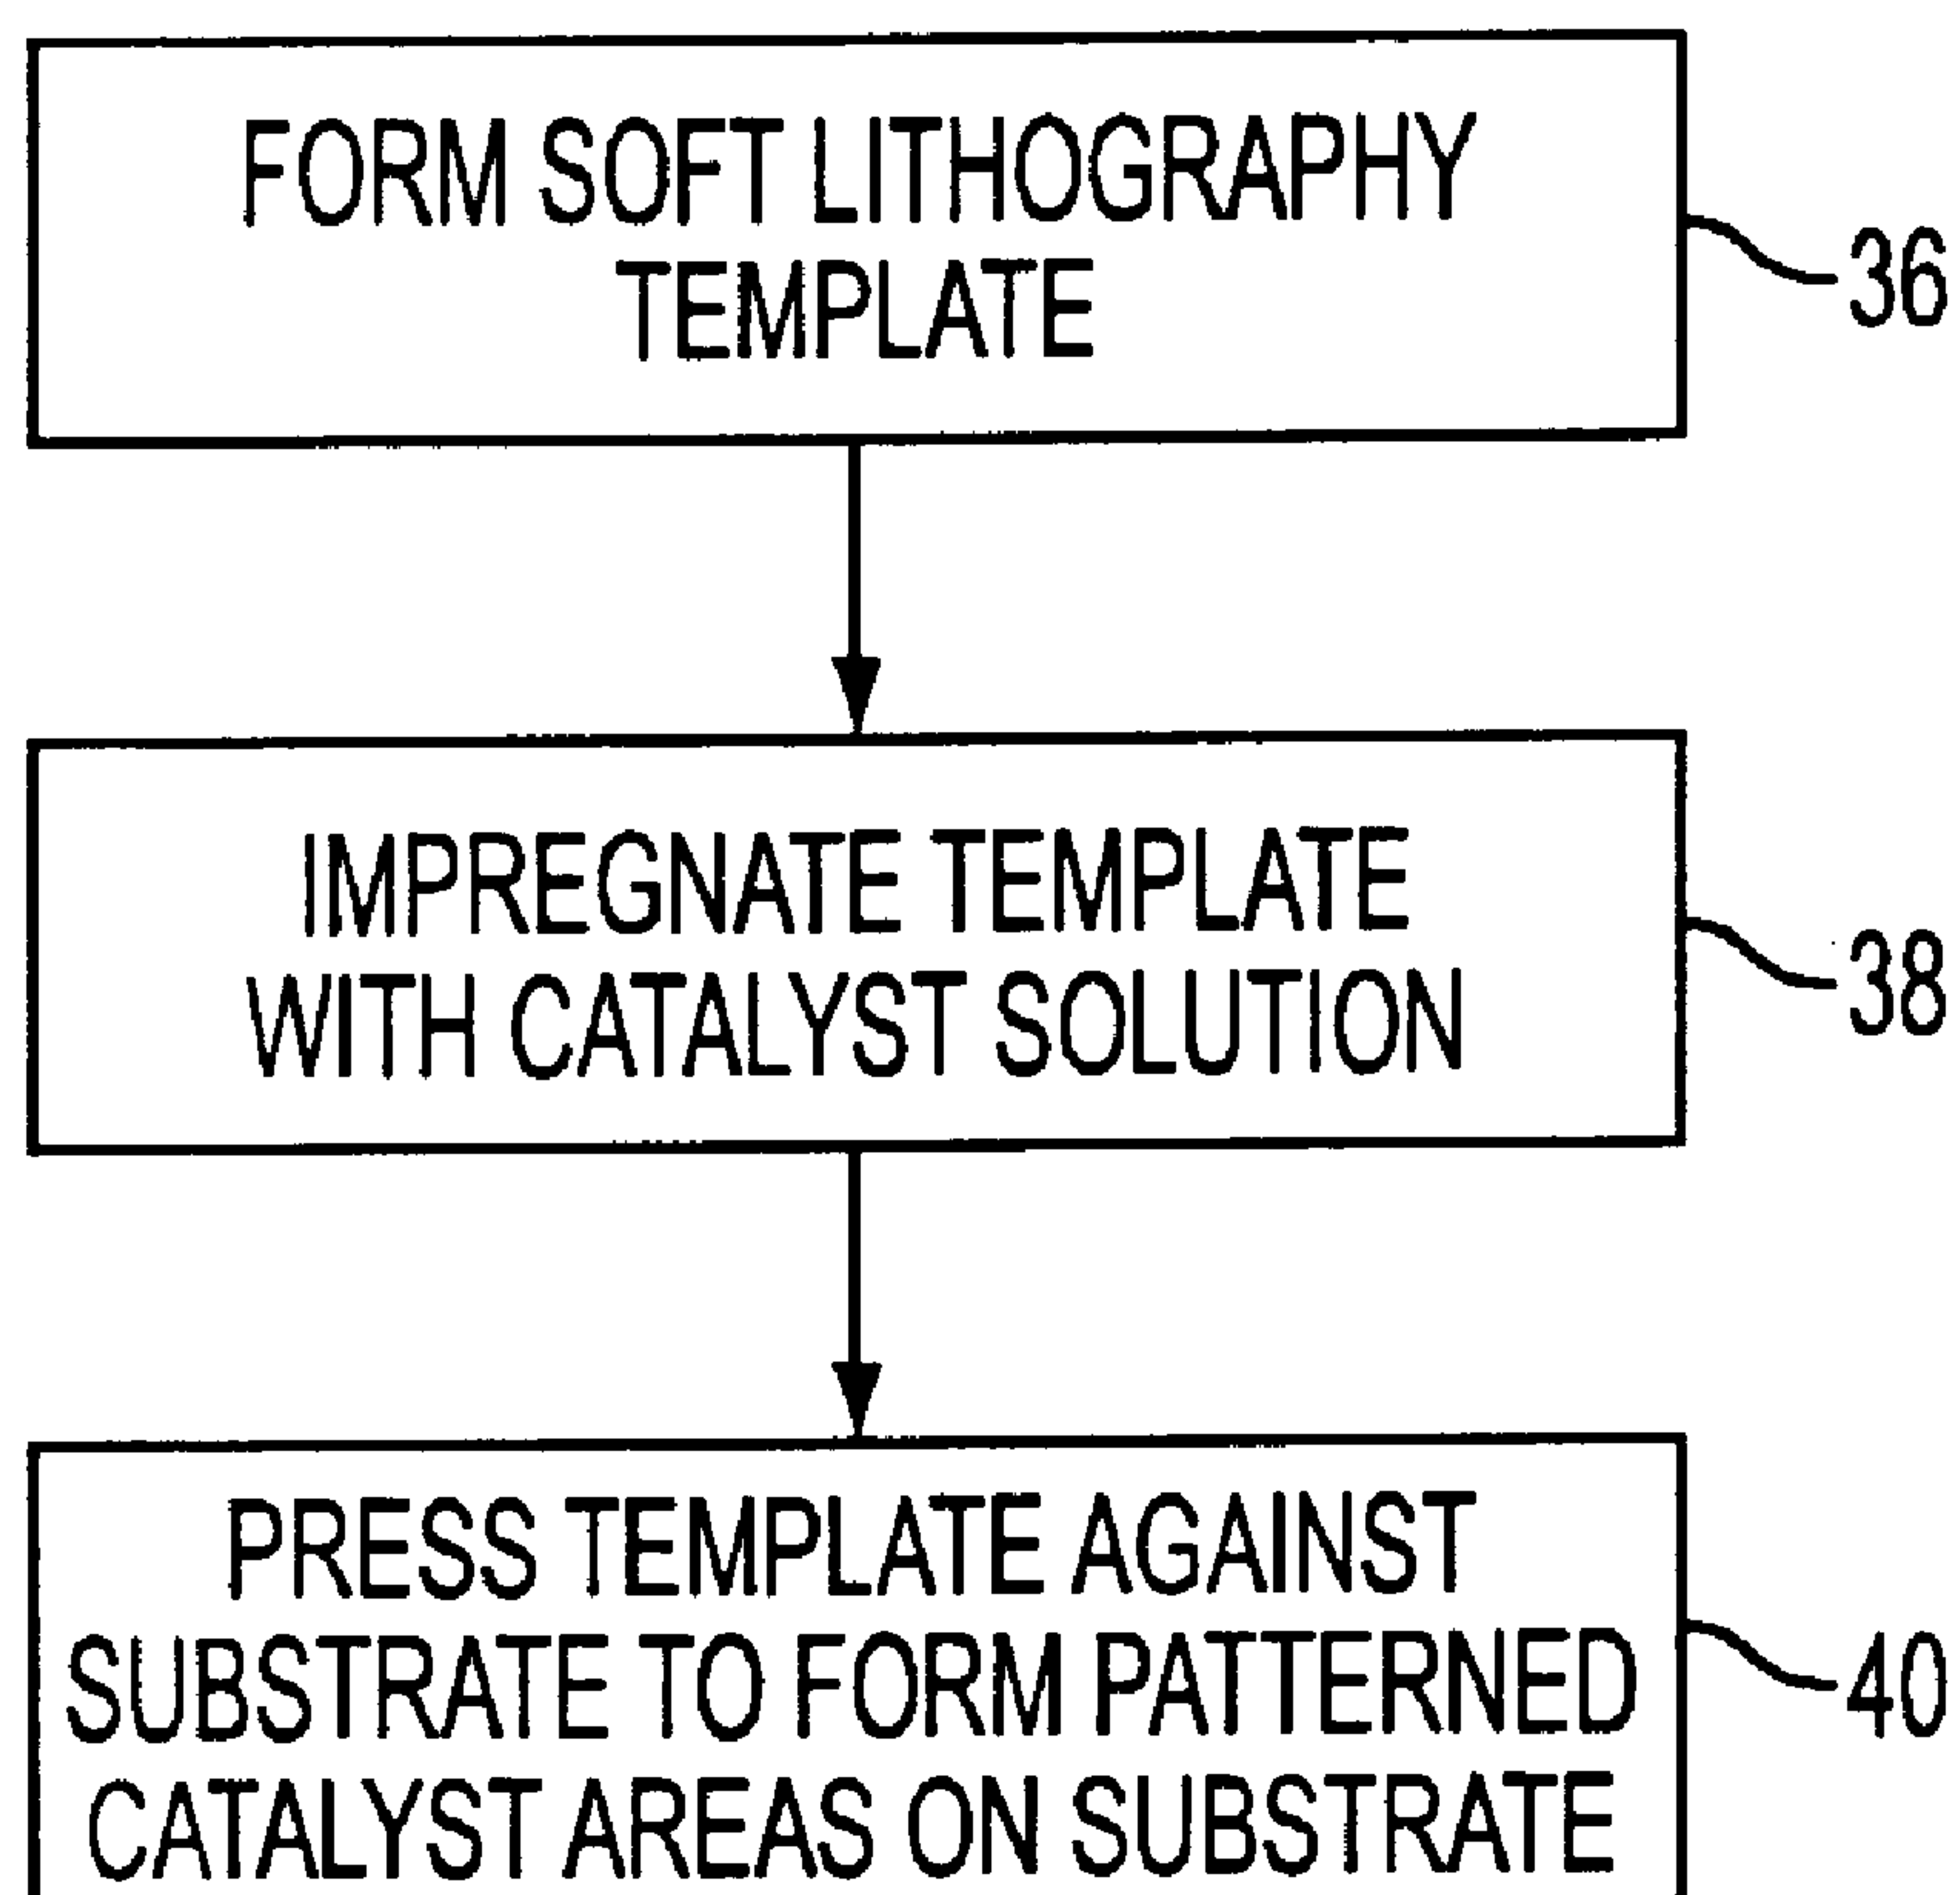 FORM SOFT LITHOGRAPHY
TEMPLATE
36
IMPREGNATE TEMPLATE
WITH CATALYST SOLUTION
38
PRESS TEMPLATE AGAINST
SUBSTRATE TO FORM PATTERNED
CATALYST AREAS ON SUBSTRATE
40